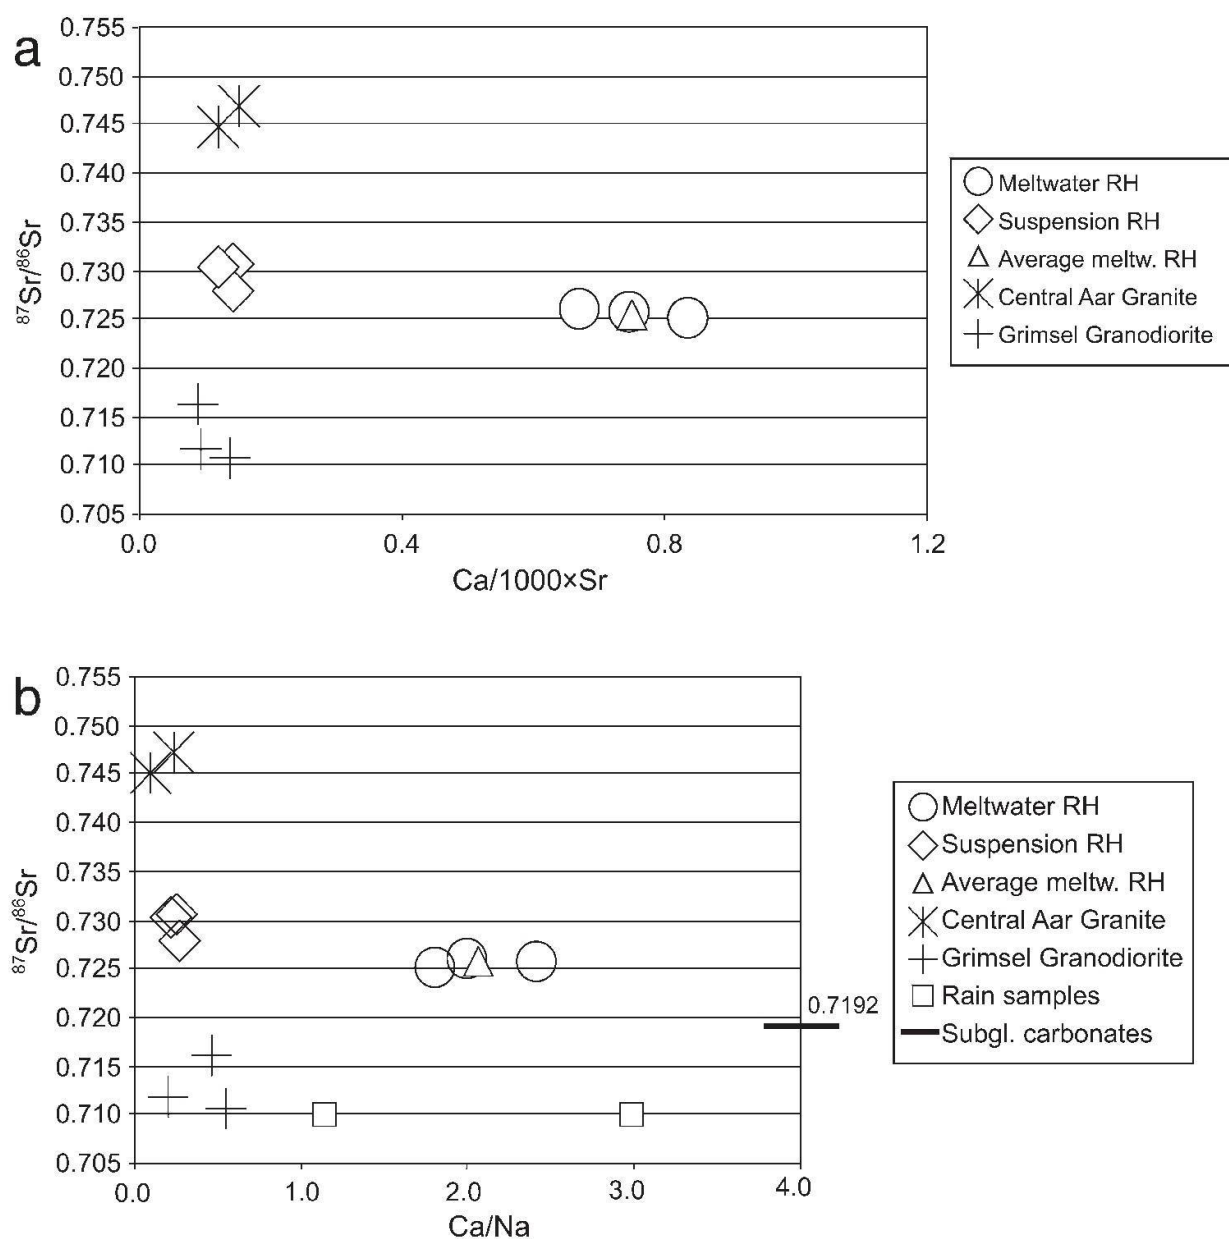 a
0.755
0.750
0.745
0.740
0.735
0.730
0.725
0.720
0.715
0.710
0.705
⁸⁷Sr/⁸⁶Sr
0.0 0.4 0.8 1.2
Ca/1000×Sr
Meltwater RH
Suspension RH
Average meltw. RH
Central Aar Granite
Grimsel Granodiorite
b
0.755
0.750
0.745
0.740
0.735
0.730
0.725
0.720
0.715
0.710
0.705
⁸⁷Sr/⁸⁶Sr
0.0 1.0 2.0 3.0 4.0
Ca/Na
0.7192
Meltwater RH
Suspension RH
Average meltw. RH
Central Aar Granite
Grimsel Granodiorite
Rain samples
Subgl. carbonates